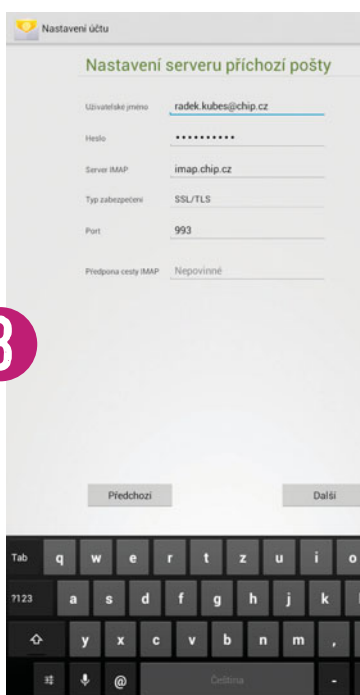 Nastavení účtu
Nastavení serveru příchozí pošty
Uživatelské jméno radek.kubes@chip.cz
Heslo ••••••••••
Server IMAP imap.chip.cz
Typ zabezpečení SSL/TLS
Port 993
Předpona cesty IMAP Nepovinné
3
Předchozí Další
Tab q w e r t z u i o
?123 a s d f g h j k
y x c v b n m ,
@ Čeština -